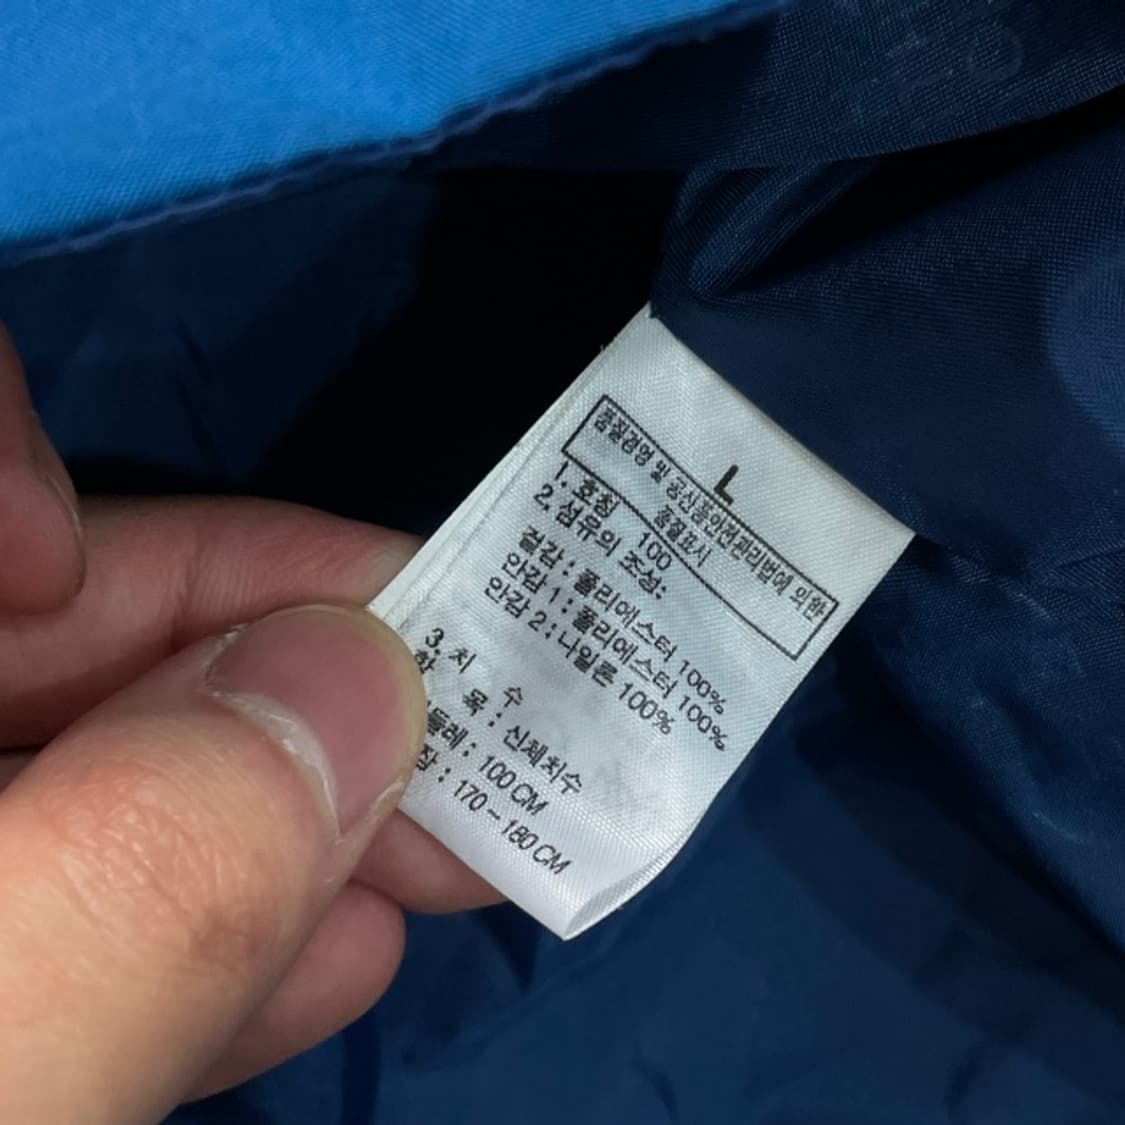 L
품질경영 및 공산품안전관리법에 의한
품질표시
1. 호칭 100
2. 섬유의 조성:
겉감 : 폴리에스터 100%
안감 1 : 폴리에스터 100%
안감 2 : 나일론 100%
3. 치 수
항 목 : 신체치수
둘레 : 100 CM
장 : 170 ~ 180 CM